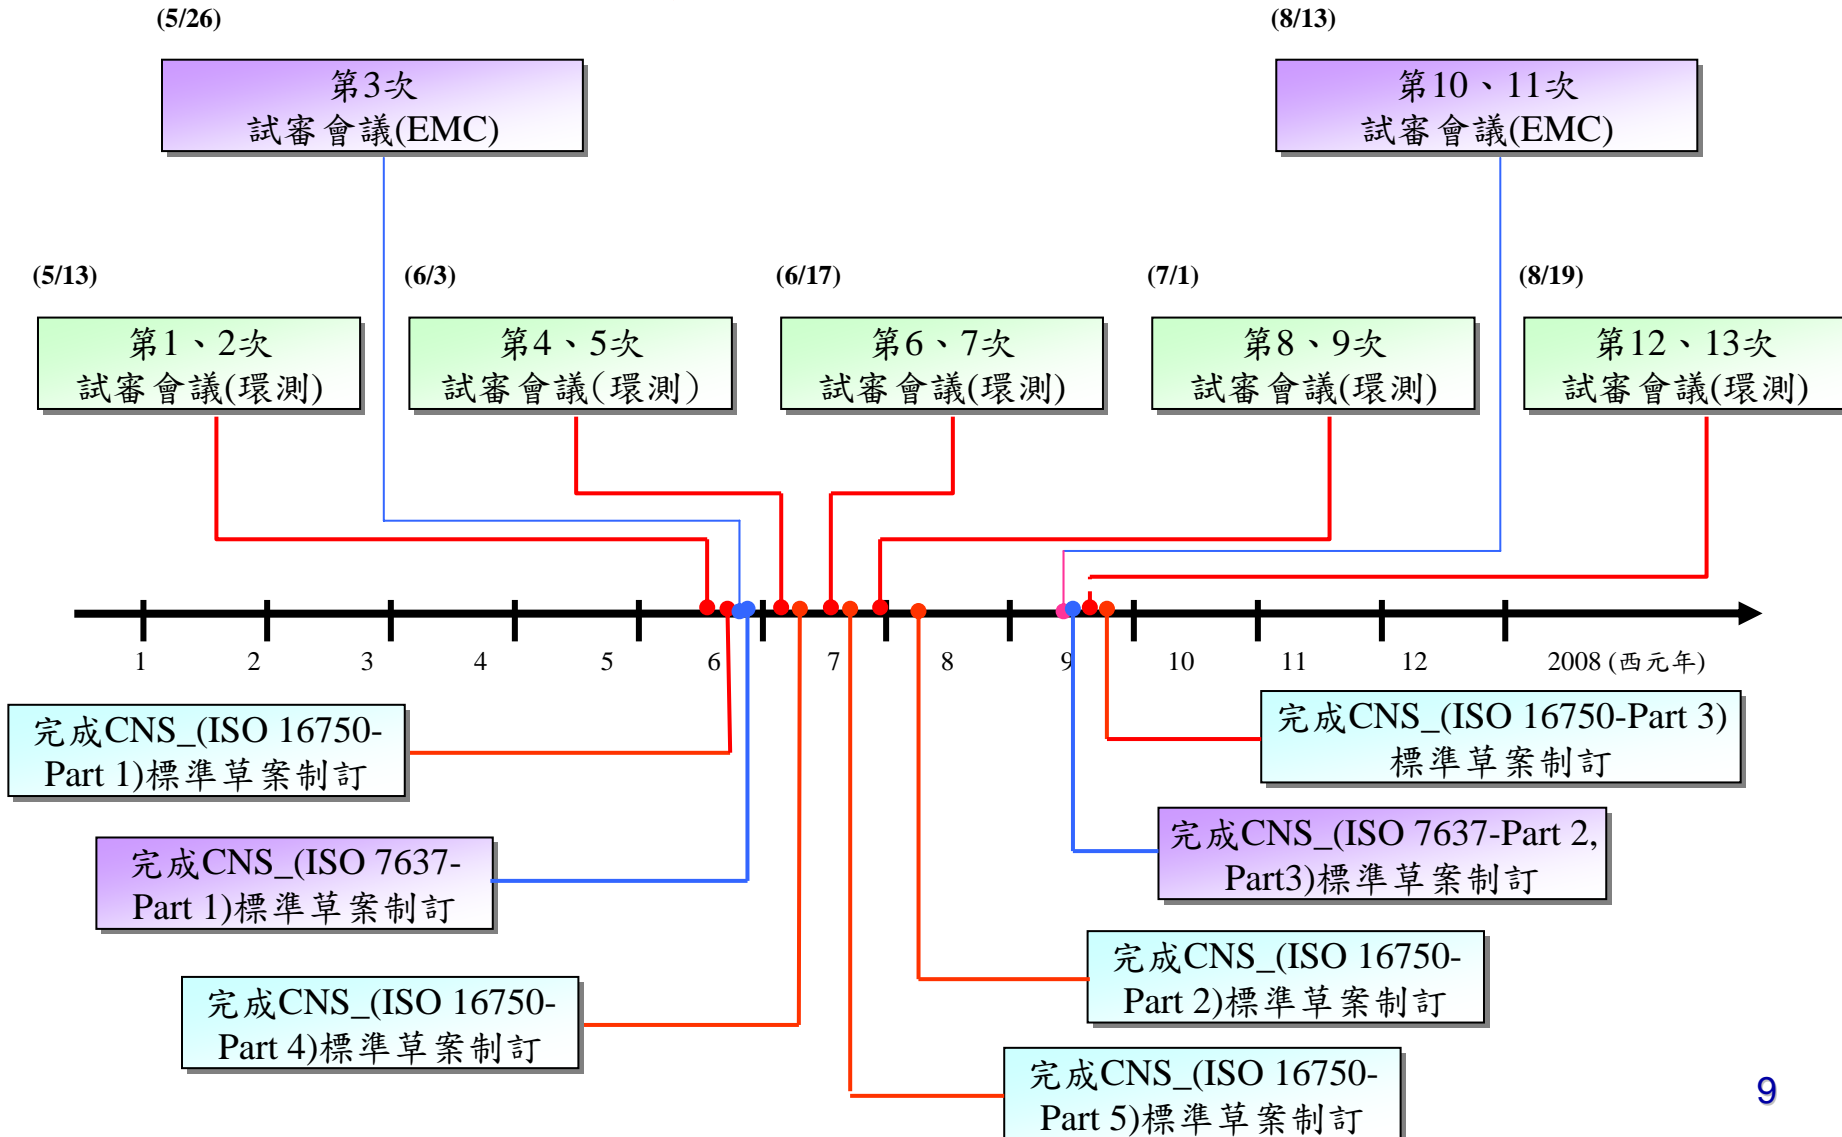 (5/26)
(8/13)
第3次
試審會議(EMC)
第10、11次
試審會議(EMC)
(5/13)
(6/3)
(6/17)
(7/1)
(8/19)
第1、2次
試審會議(環測)
第4、5次
試審會議(環測)
第6、7次
試審會議(環測)
第8、9次
試審會議(環測)
第12、13次
試審會議(環測)
1 2 3 4 5 6 7 8 9 10 11 12 2008 (西元年)
完成CNS_(ISO 16750-
Part 1)標準草案制訂
完成CNS_(ISO 16750-Part 3)
標準草案制訂
完成CNS_(ISO 7637-
Part 1)標準草案制訂
完成CNS_(ISO 7637-Part 2,
Part3)標準草案制訂
完成CNS_(ISO 16750-
Part 2)標準草案制訂
完成CNS_(ISO 16750-
Part 4)標準草案制訂
完成CNS_(ISO 16750-
Part 5)標準草案制訂
9